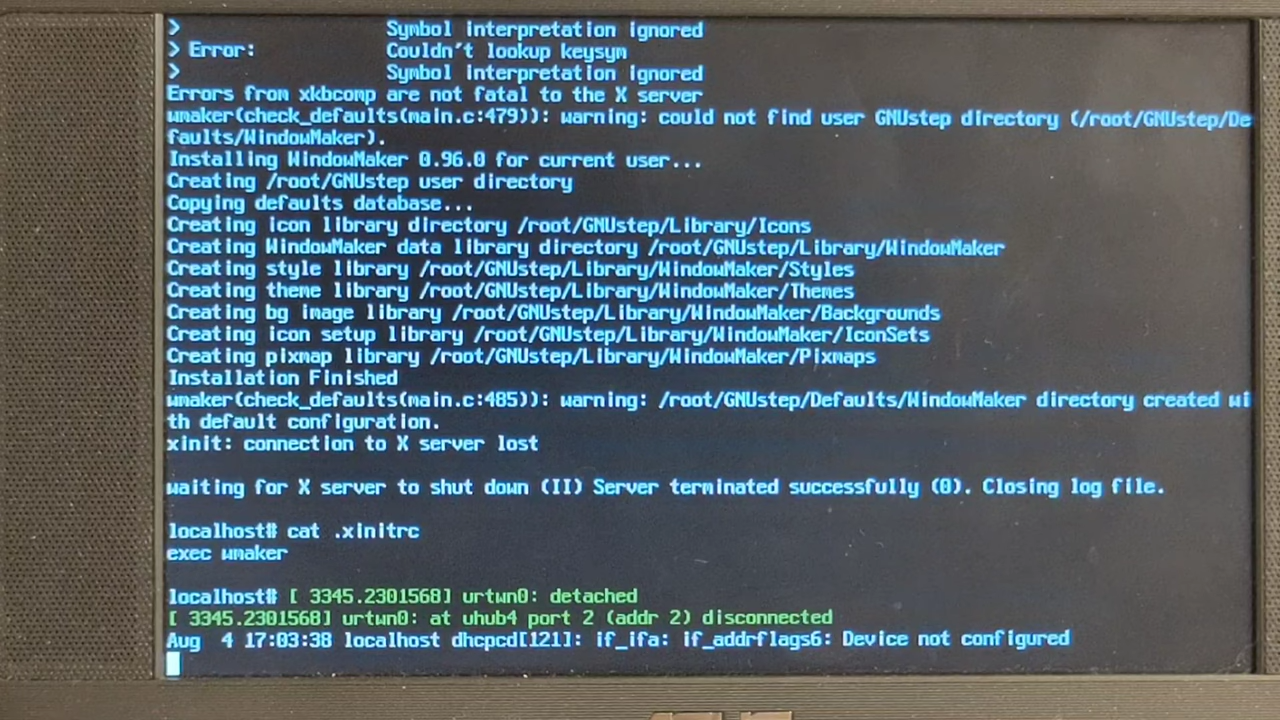 > Symbol interpretation ignored
> Error: Couldn't lookup keysym
> Symbol interpretation ignored
Errors from xkbcomp are not fatal to the X server
wmaker(check_defaults(main.c:479)): warning: could not find user GNUstep directory (/root/GNUstep/De
faults/WindowMaker).
Installing WindowMaker 0.96.0 for current user...
Creating /root/GNUstep user directory
Copying defaults database...
Creating icon library directory /root/GNUstep/Library/Icons
Creating WindowMaker data library directory /root/GNUstep/Library/WindowMaker
Creating style library /root/GNUstep/Library/WindowMaker/Styles
Creating theme library /root/GNUstep/Library/WindowMaker/Themes
Creating bg image library /root/GNUstep/Library/WindowMaker/Backgrounds
Creating icon setup library /root/GNUstep/Library/WindowMaker/IconSets
Creating pixmap library /root/GNUstep/Library/WindowMaker/Pixmaps
Installation Finished
wmaker(check_defaults(main.c:485)): warning: /root/GNUstep/Defaults/WindowMaker directory created wi
th default configuration.
xinit: connection to X server lost
waiting for X server to shut down (II) Server terminated successfully (0). Closing log file.
localhost# cat .xinitrc
exec wmaker
localhost# [ 3345.2301568] urtwn0: detached
[ 3345.2301568] urtwn0: at uhub4 port 2 (addr 2) disconnected
Aug  4 17:03:38 localhost dhcpcd[121]: if_ifa: if_addrflags6: Device not configured